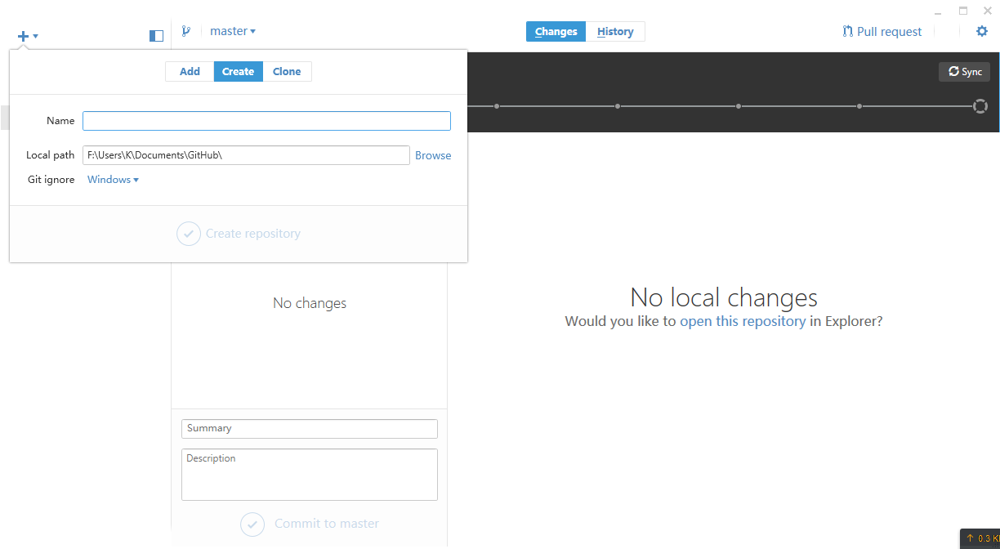 master
Changes
History
Pull request
Add
Create
Clone
Sync
Name
Local path
F:\Users\K\Documents\GitHub\
Browse
Git ignore
Windows
Create repository
No changes
No local changes
Would you like to open this repository in Explorer?
Summary
Description
Commit to master
↑ 0.3 K